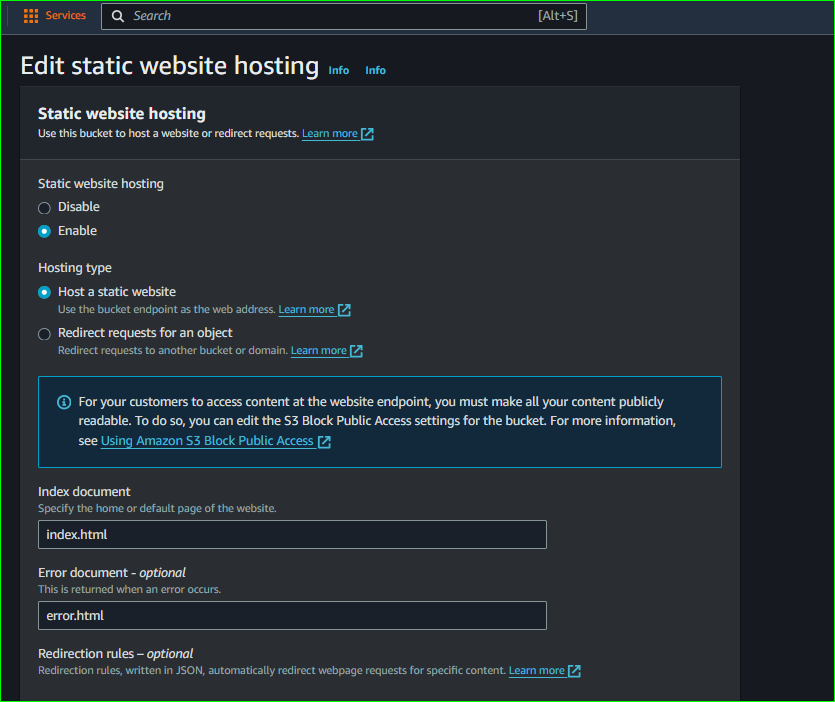 Services Search [Alt+S]
Edit static website hosting Info Info
Static website hosting
Use this bucket to host a website or redirect requests. Learn more
Static website hosting
Disable
Enable
Hosting type
Host a static website
Use the bucket endpoint as the web address. Learn more
Redirect requests for an object
Redirect requests to another bucket or domain. Learn more
For your customers to access content at the website endpoint, you must make all your content publicly
readable. To do so, you can edit the S3 Block Public Access settings for the bucket. For more information,
see Using Amazon S3 Block Public Access
Index document
Specify the home or default page of the website.
index.html
Error document - optional
This is returned when an error occurs.
error.html
Redirection rules – optional
Redirection rules, written in JSON, automatically redirect webpage requests for specific content. Learn more